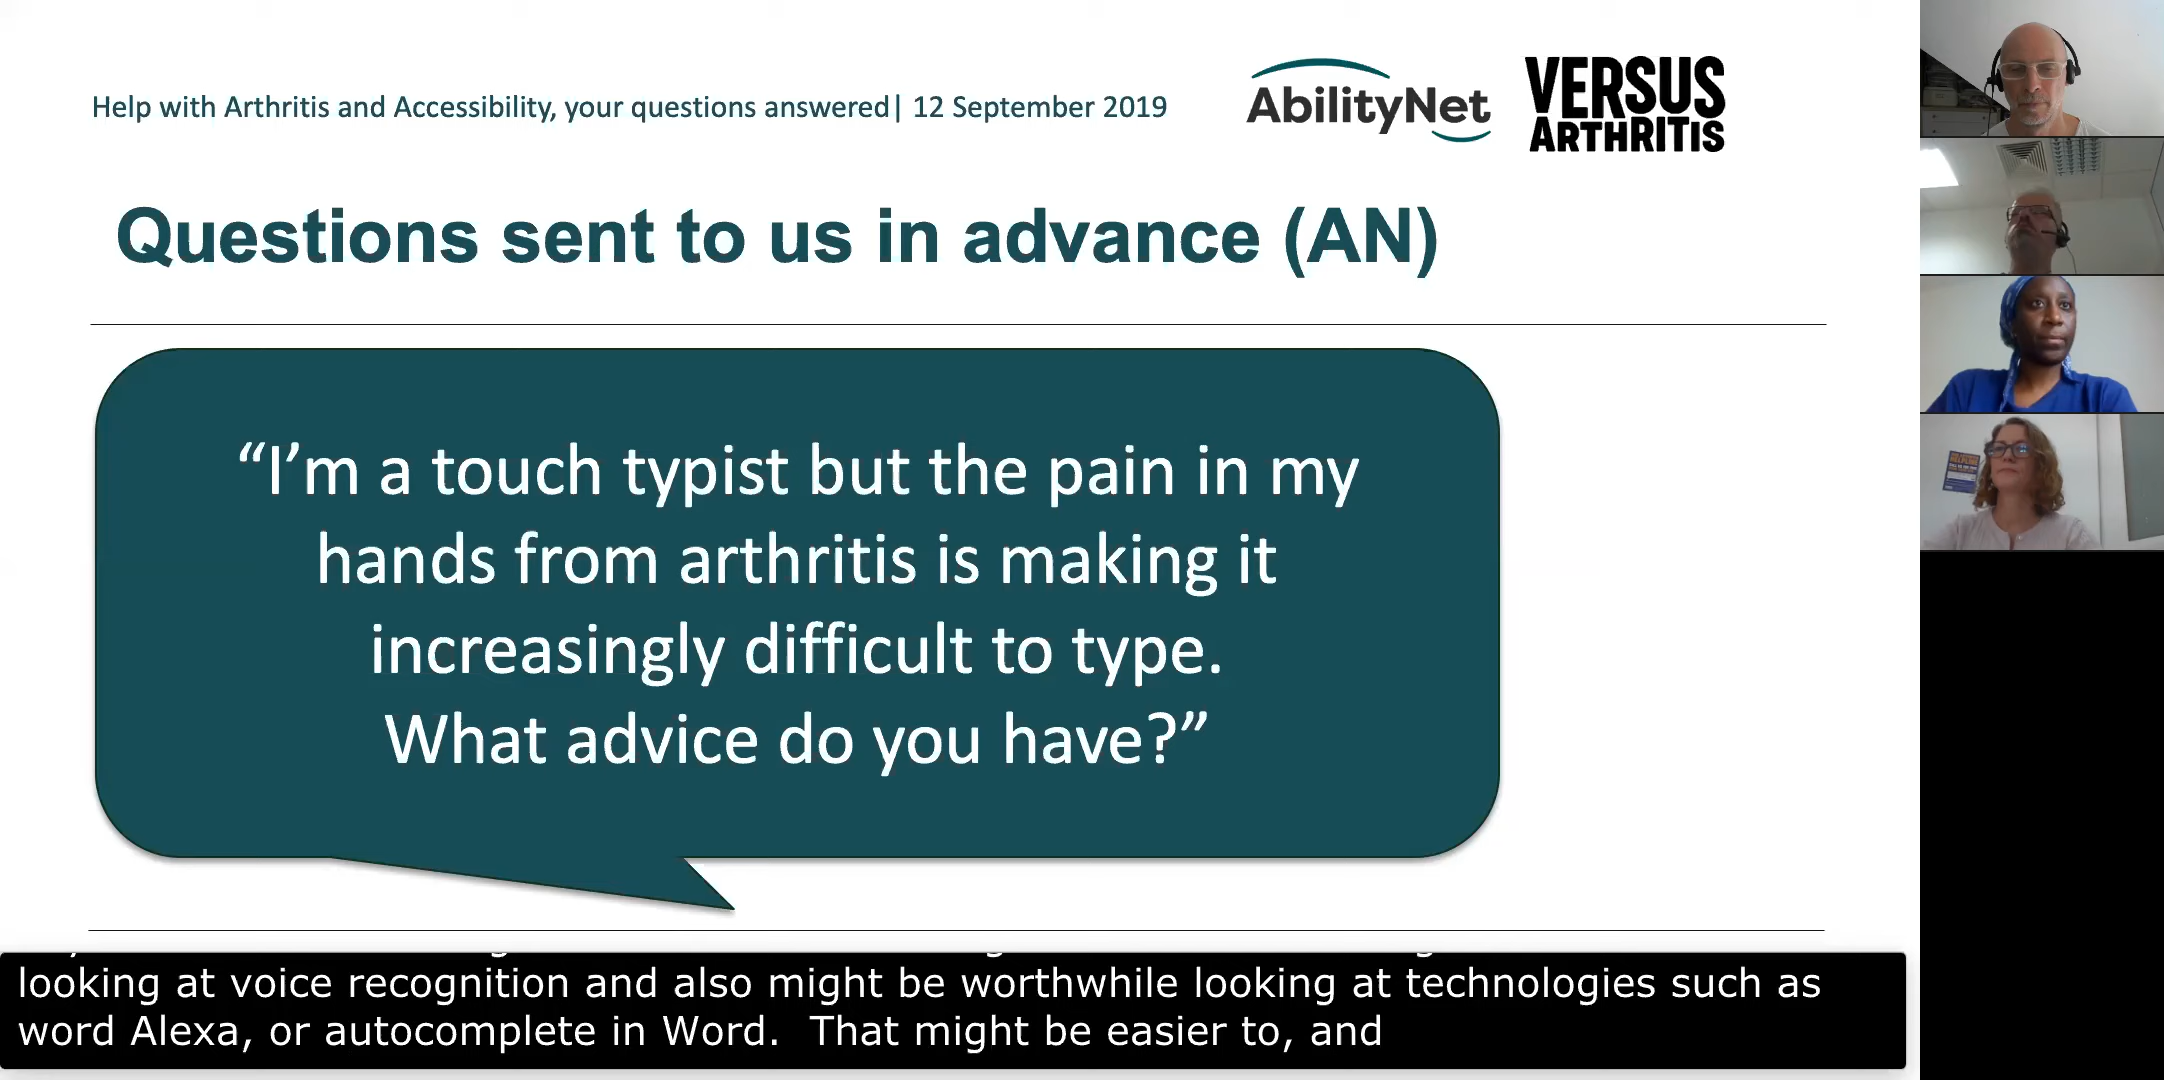 Help with Arthritis and Accessibility, your questions answered| 12 September 2019
AbilityNet
VERSUS
ARTHRITIS
Questions sent to us in advance (AN)
“I’m a touch typist but the pain in my
hands from arthritis is making it
increasingly difficult to type.
What advice do you have?”
looking at voice recognition and also might be worthwhile looking at technologies such as
word Alexa, or autocomplete in Word.  That might be easier to, and
HELPLINE